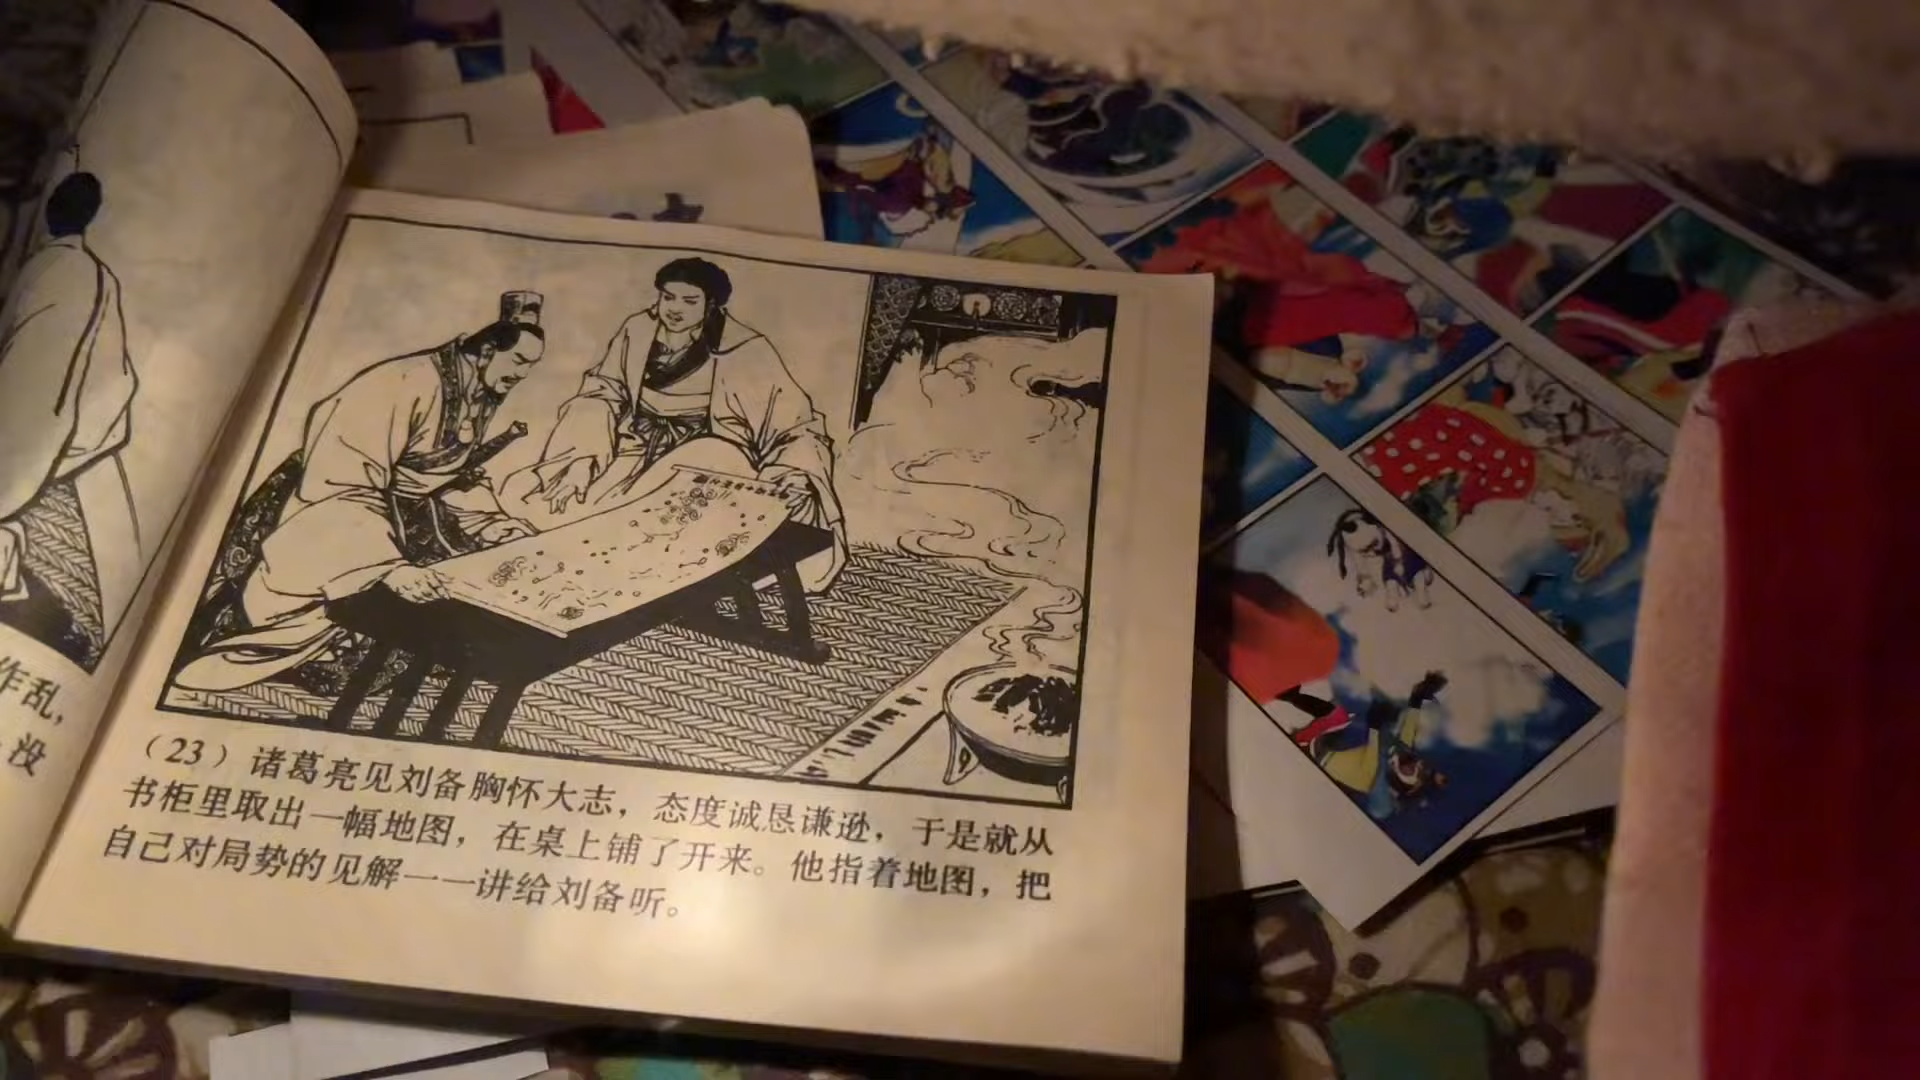 作乱，
没
（23）诸葛亮见刘备胸怀大志，态度诚恳谦逊，于是就从
书柜里取出一幅地图，在桌上铺了开来。他指着地图，把
自己对局势的见解一一讲给刘备听。